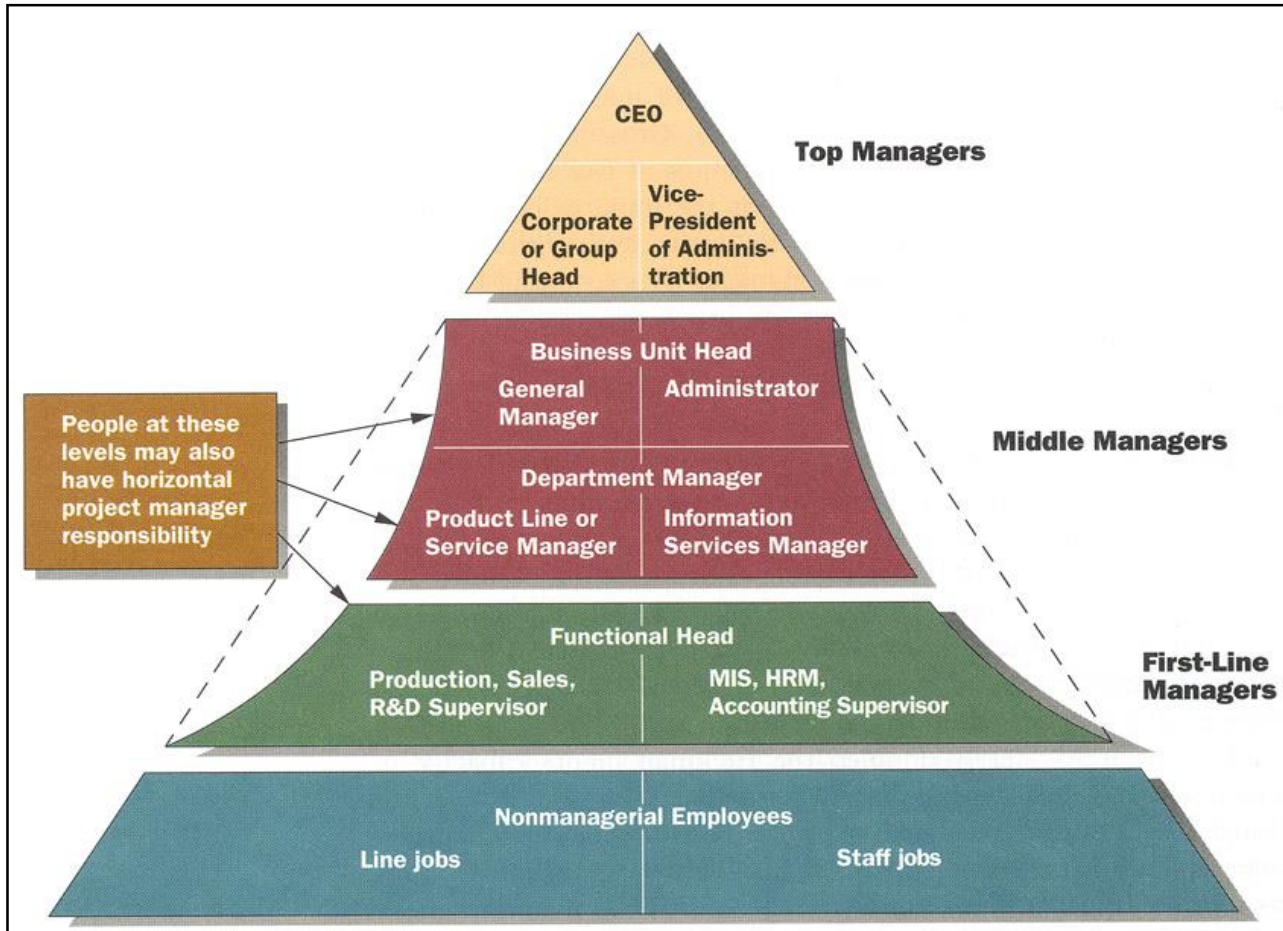 CEO
Top Managers
Corporate
or Group
Head
Vice-
President
of Adminis-
tration
Business Unit Head
General
Manager
Administrator
People at these
levels may also
have horizontal
project manager
responsibility
Middle Managers
Department Manager
Product Line or
Service Manager
Information
Services Manager
Functional Head
Production, Sales,
R&D Supervisor
MIS, HRM,
Accounting Supervisor
First-Line
Managers
Nonmanagerial Employees
Line jobs
Staff jobs